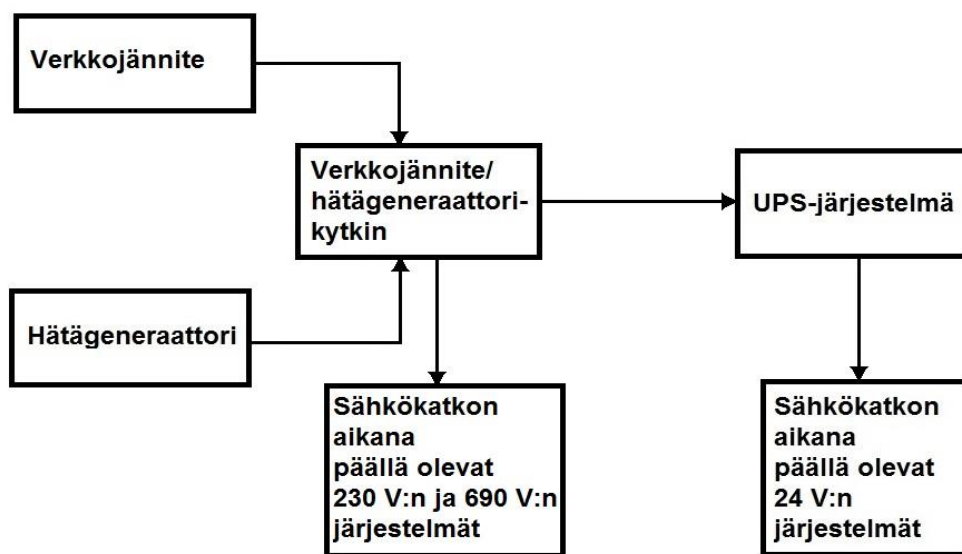 Verkkojännite
Verkkojännite/
hätägeneraattori-
kytkin
UPS-järjestelmä
Hätägeneraattori
Sähkökatkon
aikana
päällä olevat
230 V:n ja 690 V:n
järjestelmät
Sähkökatkon
aikana
päällä olevat
24 V:n
järjestelmät